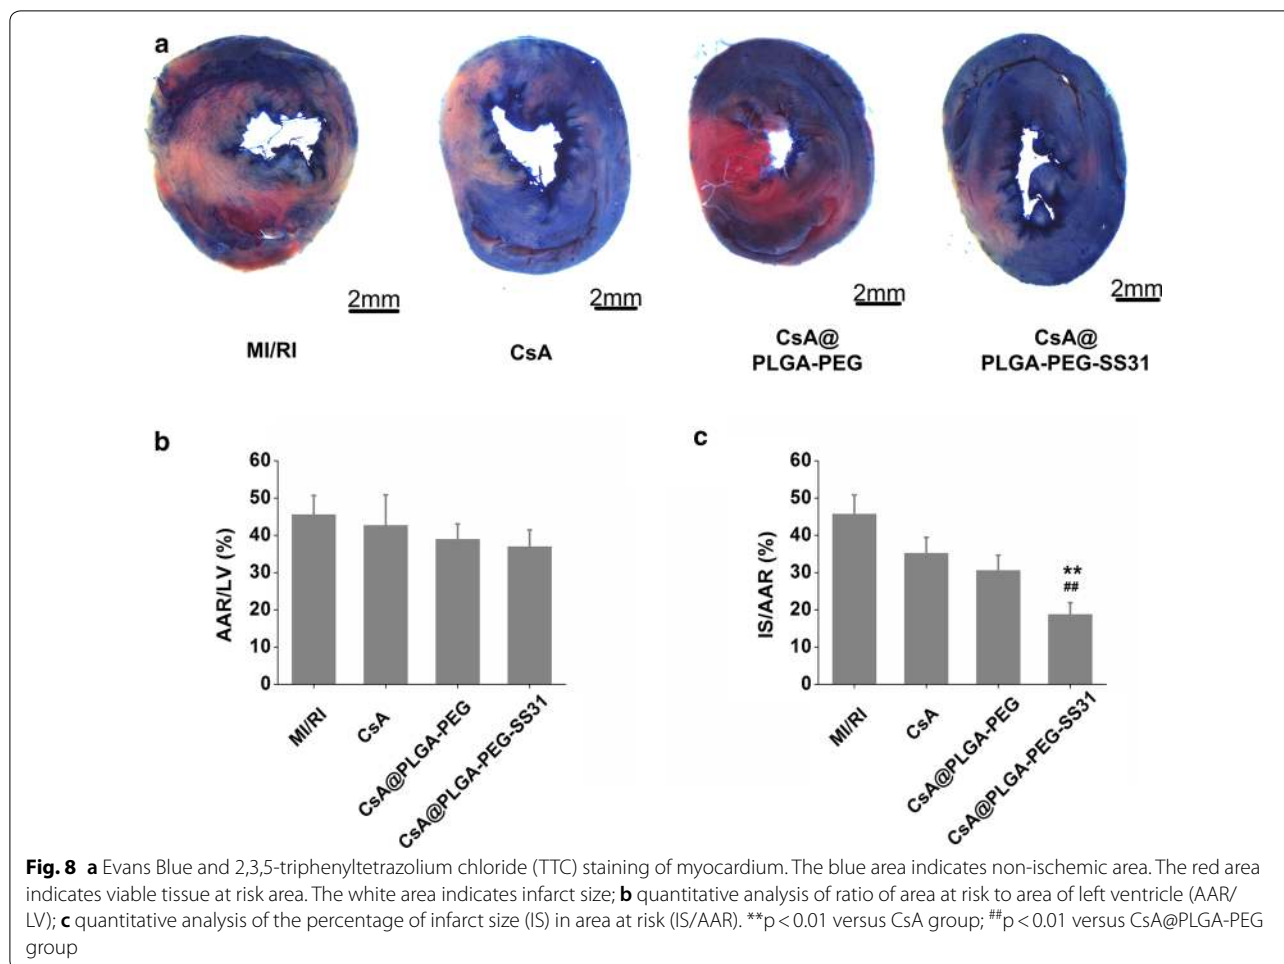 a
2mm
2mm
2mm
2mm
MI/RI
CsA
CsA@
PLGA-PEG
CsA@
PLGA-PEG-SS31
b
60
50
40
30
20
10
0
AAR/LV (%)
MI/RI
CsA
CsA@PLGA-PEG
CsA@PLGA-PEG-SS31
c
60
50
40
30
20
10
0
IS/AAR (%)
**
##
MI/RI
CsA
CsA@PLGA-PEG
CsA@PLGA-PEG-SS31
Fig. 8 a Evans Blue and 2,3,5-triphenyltetrazolium chloride (TTC) staining of myocardium. The blue area indicates non-ischemic area. The red area
indicates viable tissue at risk area. The white area indicates infarct size; b quantitative analysis of ratio of area at risk to area of left ventricle (AAR/
LV); c quantitative analysis of the percentage of infarct size (IS) in area at risk (IS/AAR). **p < 0.01 versus CsA group; ##p < 0.01 versus CsA@PLGA-PEG
group